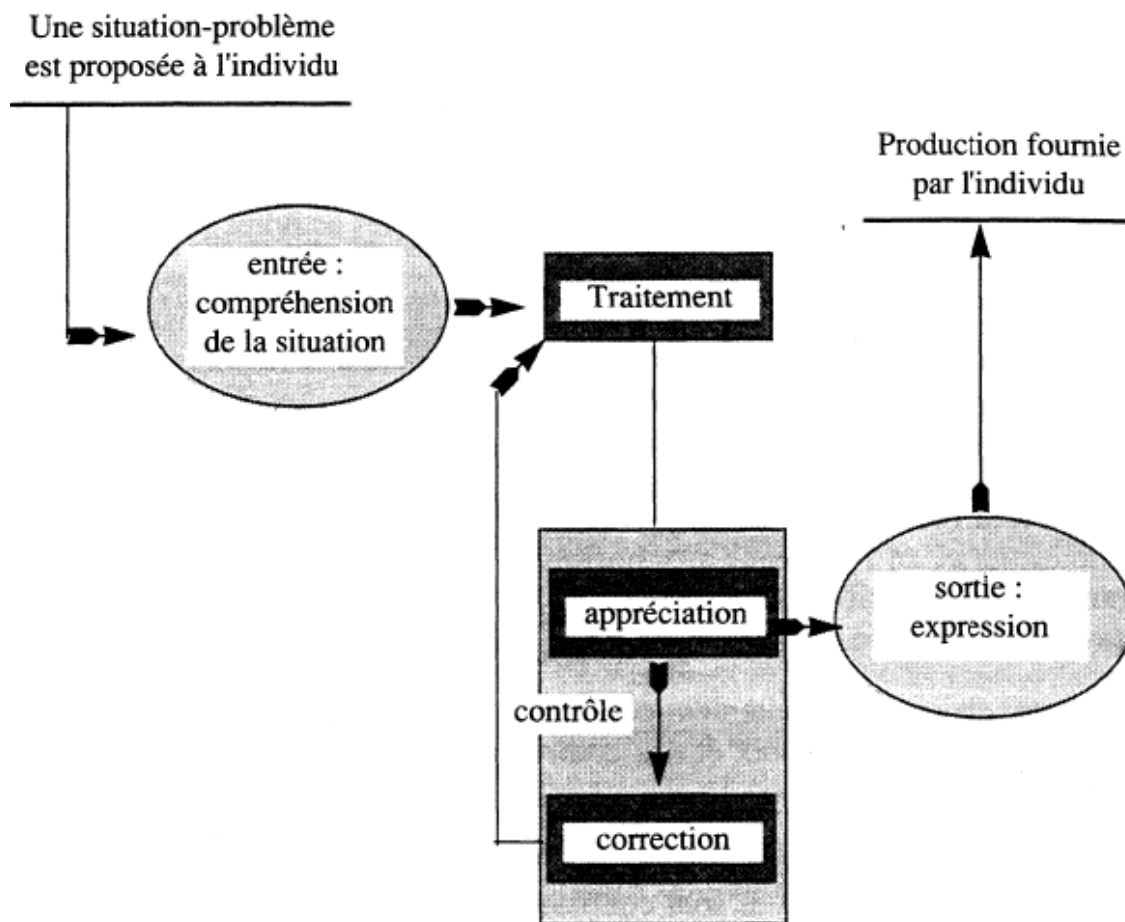 Une situation-problème
est proposée à l'individu
Production fournie
par l'individu
entrée :
compréhension
de la situation
Traitement
appréciation
sortie :
expression
contrôle
correction